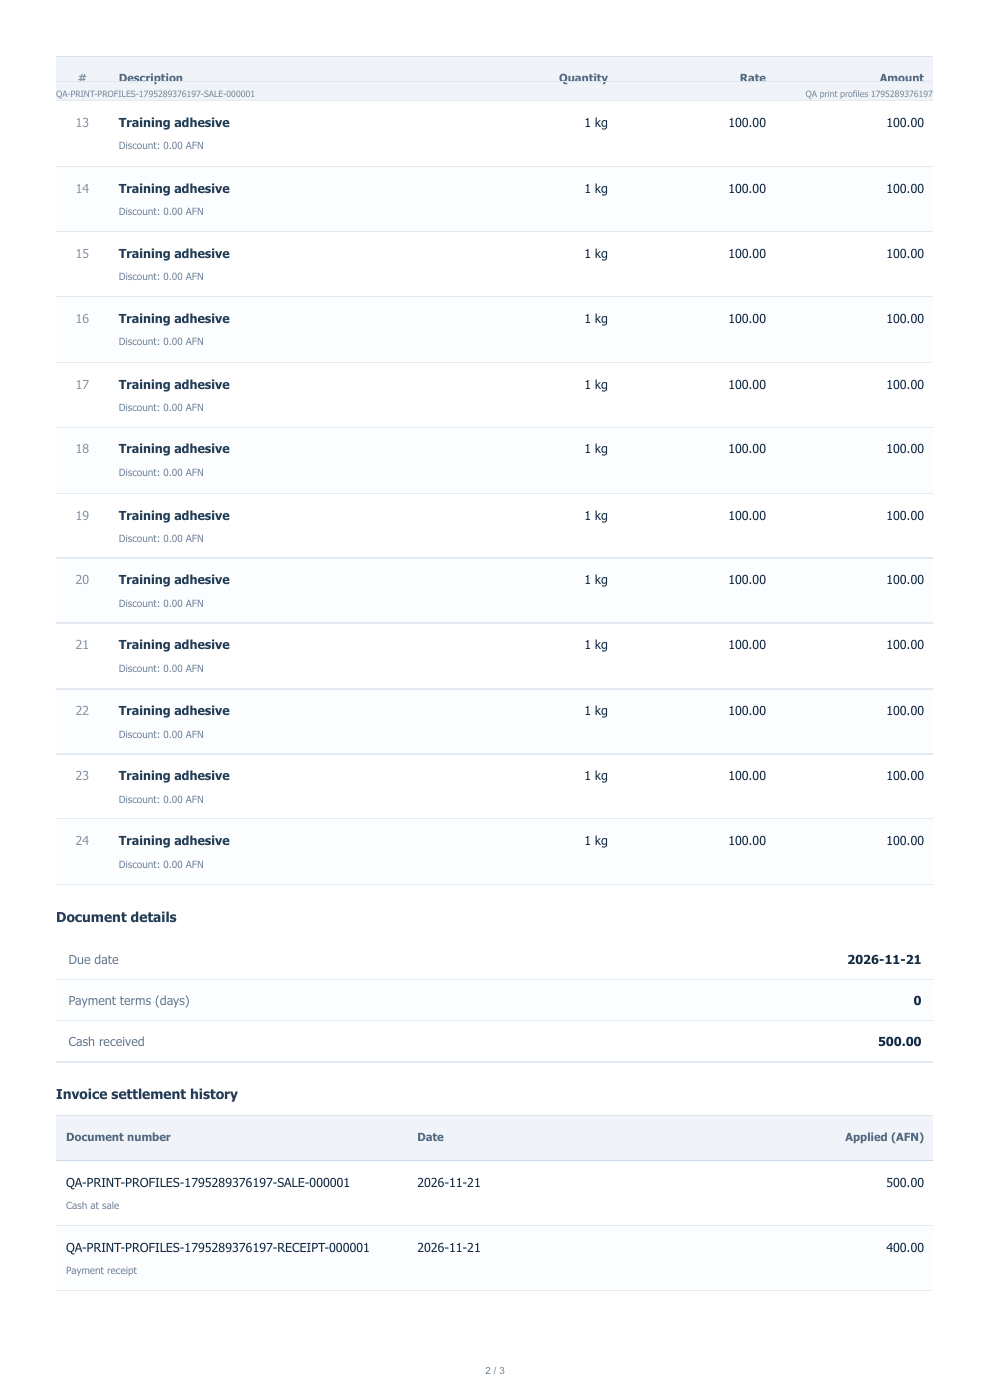 # Description Quantity Rate Amount
QA-PRINT-PROFILES-1795289376197-SALE-000001 QA print profiles 1795289376197
13 Training adhesive 1 kg 100.00 100.00
Discount: 0.00 AFN
14 Training adhesive 1 kg 100.00 100.00
Discount: 0.00 AFN
15 Training adhesive 1 kg 100.00 100.00
Discount: 0.00 AFN
16 Training adhesive 1 kg 100.00 100.00
Discount: 0.00 AFN
17 Training adhesive 1 kg 100.00 100.00
Discount: 0.00 AFN
18 Training adhesive 1 kg 100.00 100.00
Discount: 0.00 AFN
19 Training adhesive 1 kg 100.00 100.00
Discount: 0.00 AFN
20 Training adhesive 1 kg 100.00 100.00
Discount: 0.00 AFN
21 Training adhesive 1 kg 100.00 100.00
Discount: 0.00 AFN
22 Training adhesive 1 kg 100.00 100.00
Discount: 0.00 AFN
23 Training adhesive 1 kg 100.00 100.00
Discount: 0.00 AFN
24 Training adhesive 1 kg 100.00 100.00
Discount: 0.00 AFN
Document details
Due date 2026-11-21
Payment terms (days) 0
Cash received 500.00
Invoice settlement history
Document number Date Applied (AFN)
QA-PRINT-PROFILES-1795289376197-SALE-000001 2026-11-21 500.00
Cash at sale
QA-PRINT-PROFILES-1795289376197-RECEIPT-000001 2026-11-21 400.00
Payment receipt
2 / 3